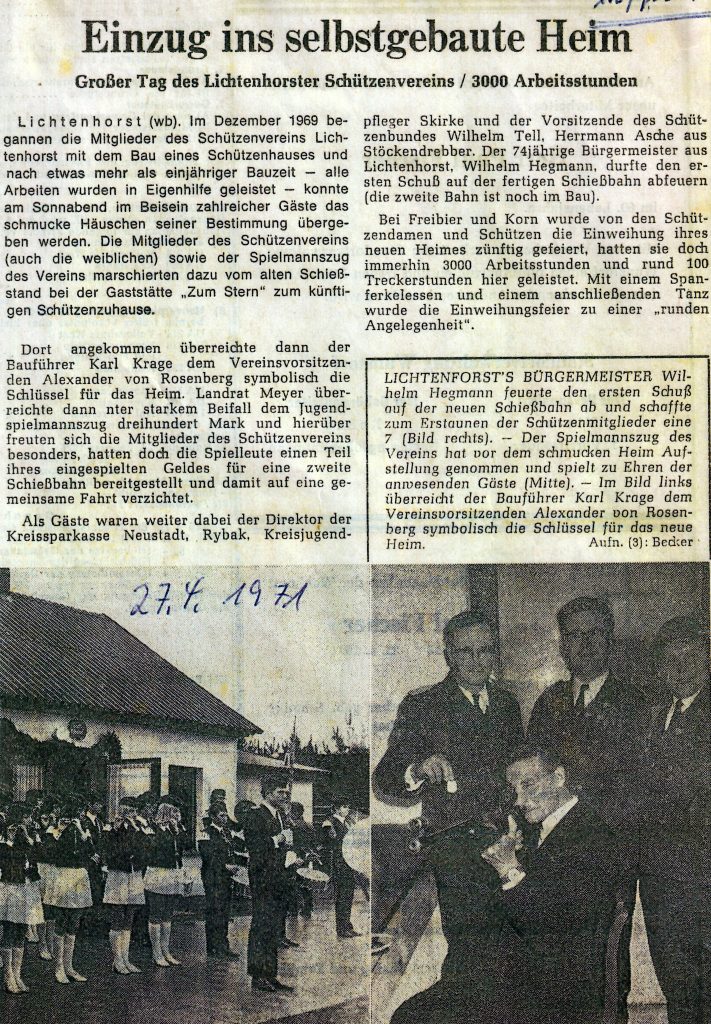 Einzug ins selbstgebaute Heim
Großer Tag des Lichtenhorster Schützenvereins / 3000 Arbeitsstunden
Lichtenhorst (wb). Im Dezember 1969 be-
gannen die Mitglieder des Schützenvereins Lich-
tenhorst mit dem Bau eines Schützenhauses und
nach etwas mehr als einjähriger Bauzeit — alle
Arbeiten wurden in Eigenhilfe geleistet — konnte
am Sonnabend im Beisein zahlreicher Gäste das
schmucke Häuschen seiner Bestimmung überge-
ben werden. Die Mitglieder des Schützenvereins
(auch die weiblichen) sowie der Spielmannszug
des Vereins marschierten dazu vom alten Schieß-
stand bei der Gaststätte „Zum Stern" zum künfti-
gen Schützenzuhause.
Dort angekommen überreichte dann der
Bauführer Karl Krage dem Vereinsvorsitzen-
den Alexander von Rosenberg symbolisch die
Schlüssel für das Heim. Landrat Meyer über-
reichte dann nter starkem Beifall dem Jugend-
spielmannszug dreihundert Mark und hierüber
freuten sich die Mitglieder des Schützenvereins
besonders, hatten doch die Spielleute einen Teil
ihres eingespielten Geldes für eine zweite
Schießbahn bereitgestellt und damit auf eine ge-
meinsame Fahrt verzichtet.
Als Gäste waren weiter dabei der Direktor der
Kreissparkasse Neustadt, Rybak, Kreisjugend-
pfleger Skirke und der Vorsitzende des Schüt-
zenbundes Wilhelm Tell, Herrmann Asche aus
Stöckendrebber. Der 74jährige Bürgermeister aus
Lichtenhorst, Wilhelm Hegmann, durfte den er-
sten Schuß auf der fertigen Schießbahn abfeuern
(die zweite Bahn ist noch im Bau).
Bei Freibier und Korn wurde von den Schüt-
zendamen und Schützen die Einweihung ihres
neuen Heimes zünftig gefeiert, hatten sie doch
immerhin 3000 Arbeitsstunden und rund 100
Treckerstunden hier geleistet. Mit einem Span-
ferkelessen und einem anschließenden Tanz
wurde die Einweihungsfeier zu einer „runden
Angelegenheit".
LICHTENFORST'S BÜRGERMEISTER Wil-
helm Hegmann feuerte den ersten Schuß
auf der neuen Schießbahn ab und schaffte
zum Erstaunen der Schützenmitglieder eine
7 (Bild rechts). — Der Spielmannszug des
Vereins hat vor dem schmucken Heim Auf-
stellung genommen und spielt zu Ehren der
anwesenden Gäste (Mitte). — Im Bild links
überreicht der Bauführer Karl Krage dem
Vereinsvorsitzenden Alexander von Rosen-
berg symbolisch die Schlüssel für das neue
Heim. Aufn. (3): Becker
27.4. 1971